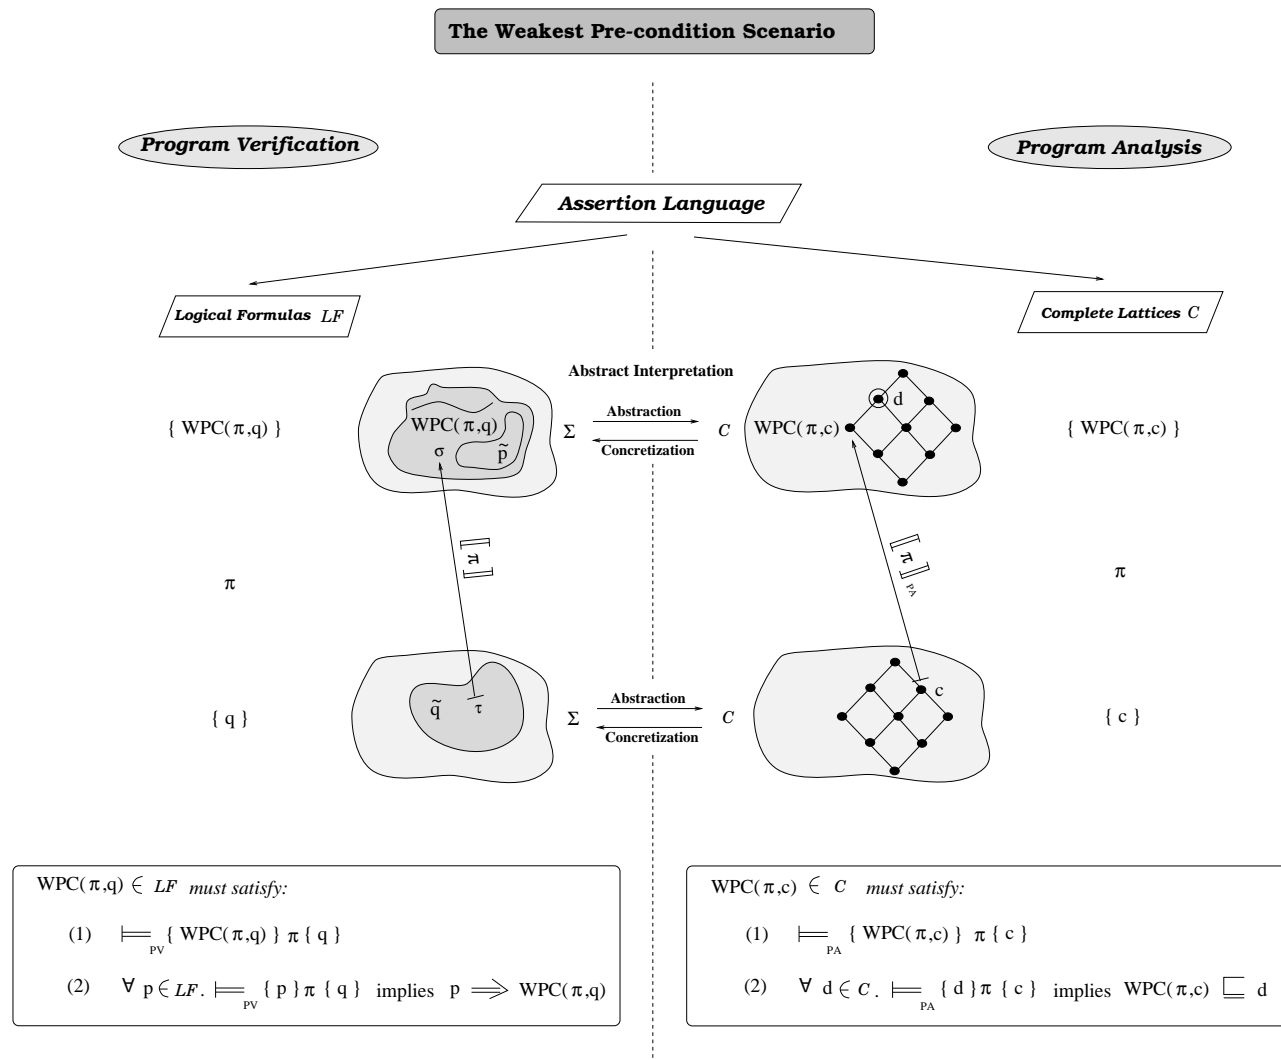 The Weakest Pre-condition Scenario
Program Verification
Program Analysis
Assertion Language
Logical Formulas LF
Complete Lattices C
Abstract Interpretation
{ WPC(π,q) }
WPC(π,q)
σ
p̃
Σ
Abstraction
Concretization
C
WPC(π,c)
d
{ WPC(π,c) }
π
⟦ π ⟧
⟦ π ⟧ PA
π
{ q }
q̃
τ
Σ
Abstraction
Concretization
C
c
{ c }
WPC(π,q) ∈ LF must satisfy:
(1) ⊨PV { WPC(π,q) } π { q }
(2) ∀ p ∈ LF. ⊨PV { p } π { q } implies p ⟹ WPC(π,q)
WPC(π,c) ∈ C must satisfy:
(1) ⊨PA { WPC(π,c) } π { c }
(2) ∀ d ∈ C. ⊨PA { d } π { c } implies WPC(π,c) ⊑ d